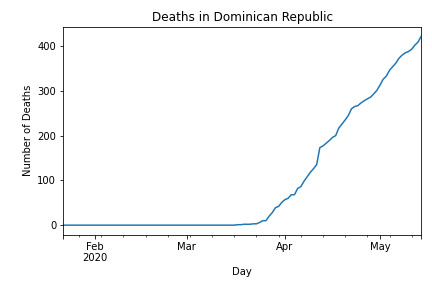 Deaths in Dominican Republic
Number of Deaths
400
300
200
100
0
Feb
2020
Mar
Apr
May
Day